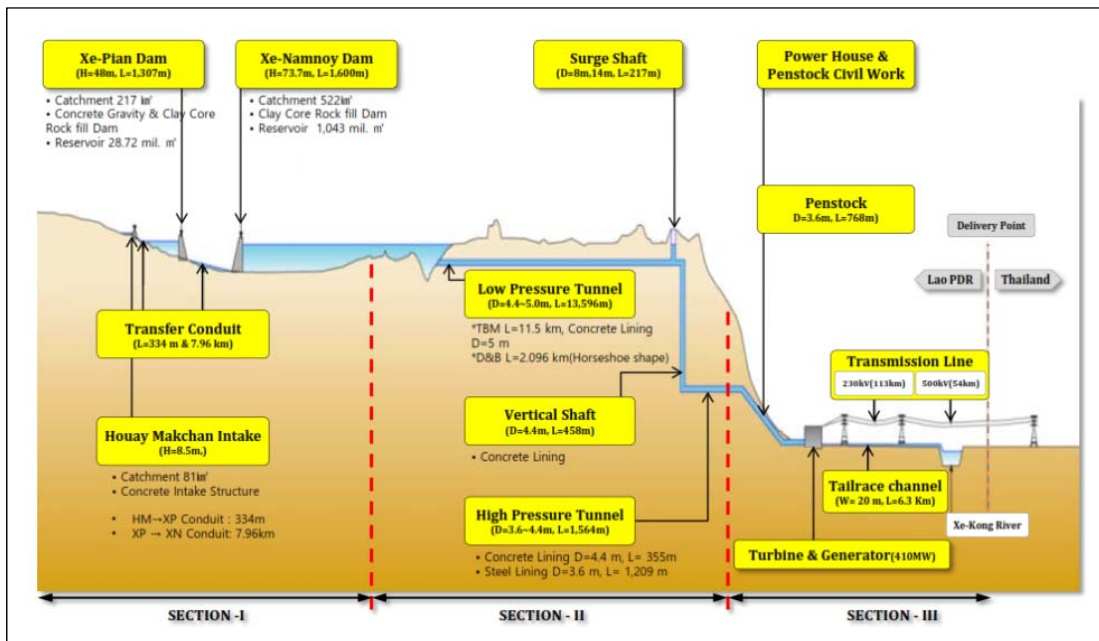 Xe-Pian Dam
(H=48m, L=1,307m)
• Catchment 217 ㎢
• Concrete Gravity & Clay Core
Rock fill Dam
• Reservoir 28.72 mil. ㎥
Xe-Namnoy Dam
(H=73.7m, L=1,600m)
• Catchment 522㎢
• Clay Core Rock fill Dam
• Reservoir 1,043 mil. ㎥
Surge Shaft
(D=8m,14m, L=217m)
Power House &
Penstock Civil Work
Penstock
D=3.6m, L=768m)
Delivery Point
Lao PDR
Thailand
Low Pressure Tunnel
(D=4.4~5.0m, L=13,596m)
*TBM L=11.5 km, Concrete Lining
D=5 m
*D&B L=2.096 km(Horseshoe shape)
Transfer Conduit
(L=334 m & 7.96 km)
Transmission Line
230kV(113km)
500kV(54km)
Vertical Shaft
(D=4.4m, L=458m)
• Concrete Lining
Houay Makchan Intake
(H=8.5m,)
• Catchment 81㎢
• Concrete Intake Structure
• HM→XP Conduit : 334m
• XP → XN Conduit: 7.96km
Tailrace channel
(W= 20 m, L=6.3 Km)
High Pressure Tunnel
(D=3.6~4.4m, L=1,564m)
• Concrete Lining D=4.4 m, L= 355m
• Steel Lining D=3.6 m, L= 1,209 m
Xe-Kong River
Turbine & Generator(410MW)
SECTION -I
SECTION - II
SECTION - III